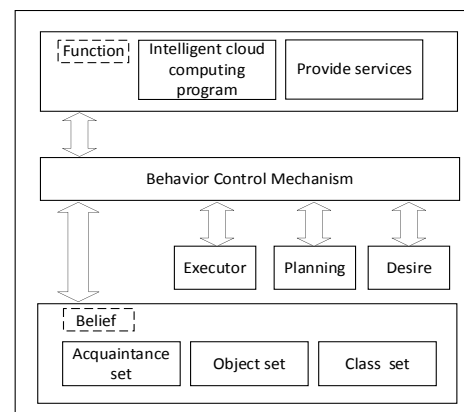 Function
Intelligent cloud
computing
program
Provide services
Behavior Control Mechanism
Executor
Planning
Desire
Belief
Acquaintance
set
Object set
Class set